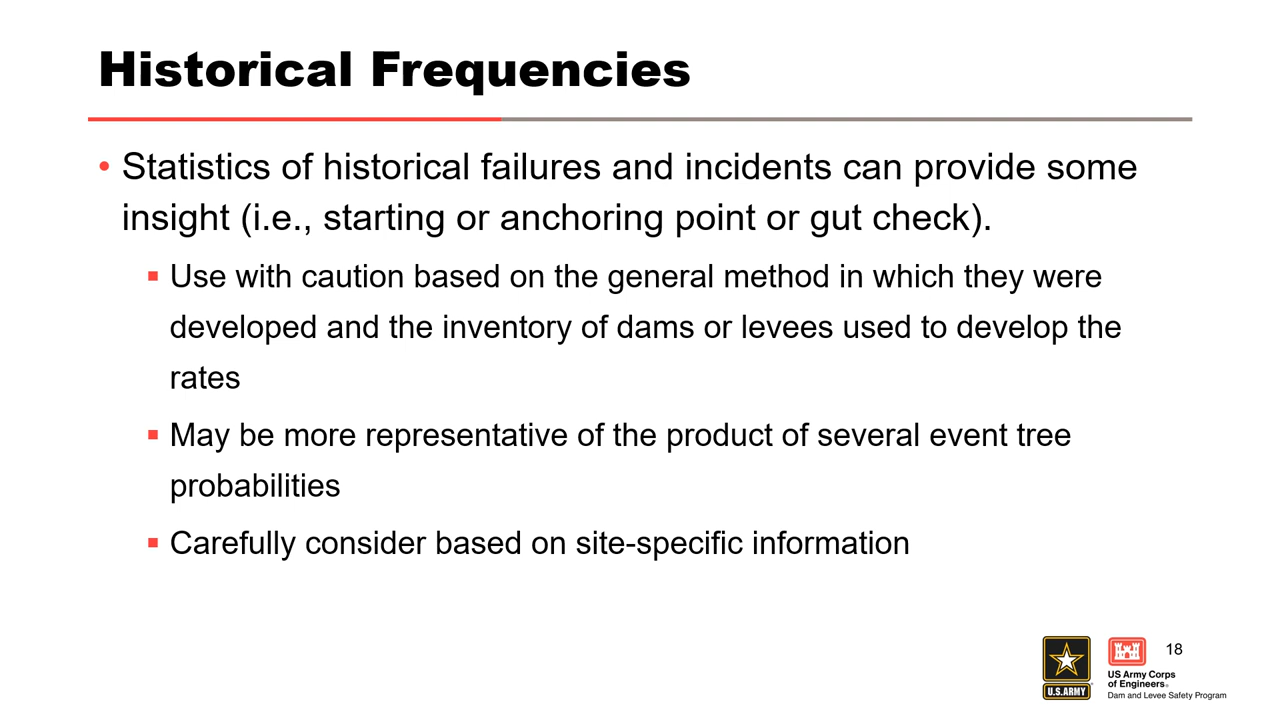 Historical Frequencies
• Statistics of historical failures and incidents can provide some
insight (i.e., starting or anchoring point or gut check).
▪ Use with caution based on the general method in which they were
developed and the inventory of dams or levees used to develop the
rates
▪ May be more representative of the product of several event tree
probabilities
▪ Carefully consider based on site-specific information
18
U.S.ARMY
US Army Corps
of Engineers®
Dam and Levee Safety Program